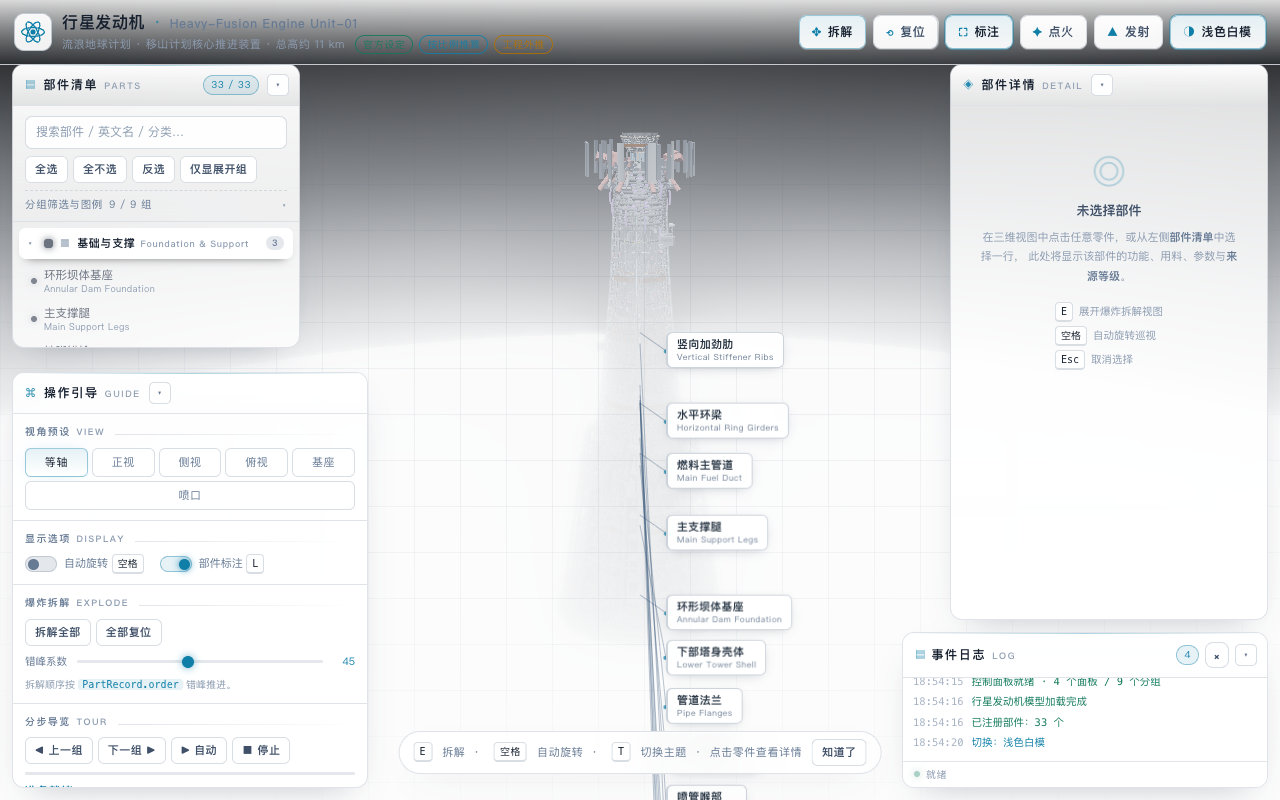 行星发动机 · Heavy-Fusion Engine Unit-01
流浪地球计划 · 移山计划核心推进装置 · 总高约 11 km
拆解
复位
标注
点火
发射
浅色白模
部件清单 PARTS
33 / 33
搜索部件 / 英文名 / 分类…
全选
全不选
反选
仅显展开组
分组筛选与图例 9 / 9 组
基础与支撑 Foundation & Support
3
环形坝体基座
Annular Dam Foundation
主支撑腿
Main Support Legs
操作引导 GUIDE
视角预设 VIEW
等轴
正视
侧视
俯视
基座
喷口
显示选项 DISPLAY
自动旋转 空格
部件标注 L
爆炸拆解 EXPLODE
拆解全部
全部复位
错峰系数
45
拆解顺序按 PartRecord.order 错峰推进。
分步导览 TOUR
◀ 上一组
下一组 ▶
▶ 自动
■ 停止
竖向加劲肋
Vertical Stiffener Ribs
水平环梁
Horizontal Ring Girders
燃料主管道
Main Fuel Duct
主支撑腿
Main Support Legs
环形坝体基座
Annular Dam Foundation
下部塔身壳体
Lower Tower Shell
管道法兰
Pipe Flanges
喷管喉部
E 拆解 · 空格 自动旋转 · T 切换主题 · 点击零件查看详情 知道了
部件详情 DETAIL
未选择部件
在三维视图中点击任意零件，或从左侧部件清单中选
择一行， 此处将显示该部件的功能、用料、参数与来
源等级。
E 展开爆炸拆解视图
空格 自动旋转巡视
Esc 取消选择
事件日志 LOG
4
×
18:54:15 控制面板就绪 · 4 个面板 / 9 个分组
18:54:16 行星发动机模型加载完成
18:54:16 已注册部件：33 个
18:54:20 切换：浅色白模
就绪